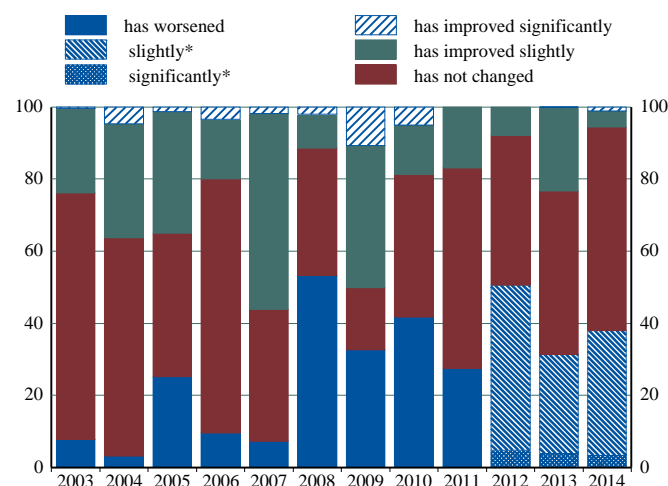 has worsened
slightly*
significantly*
has improved significantly
has improved slightly
has not changed
100 100
80 80
60 60
40 40
20 20
0 0
2003 2004 2005 2006 2007 2008 2009 2010 2011 2012 2013 2014